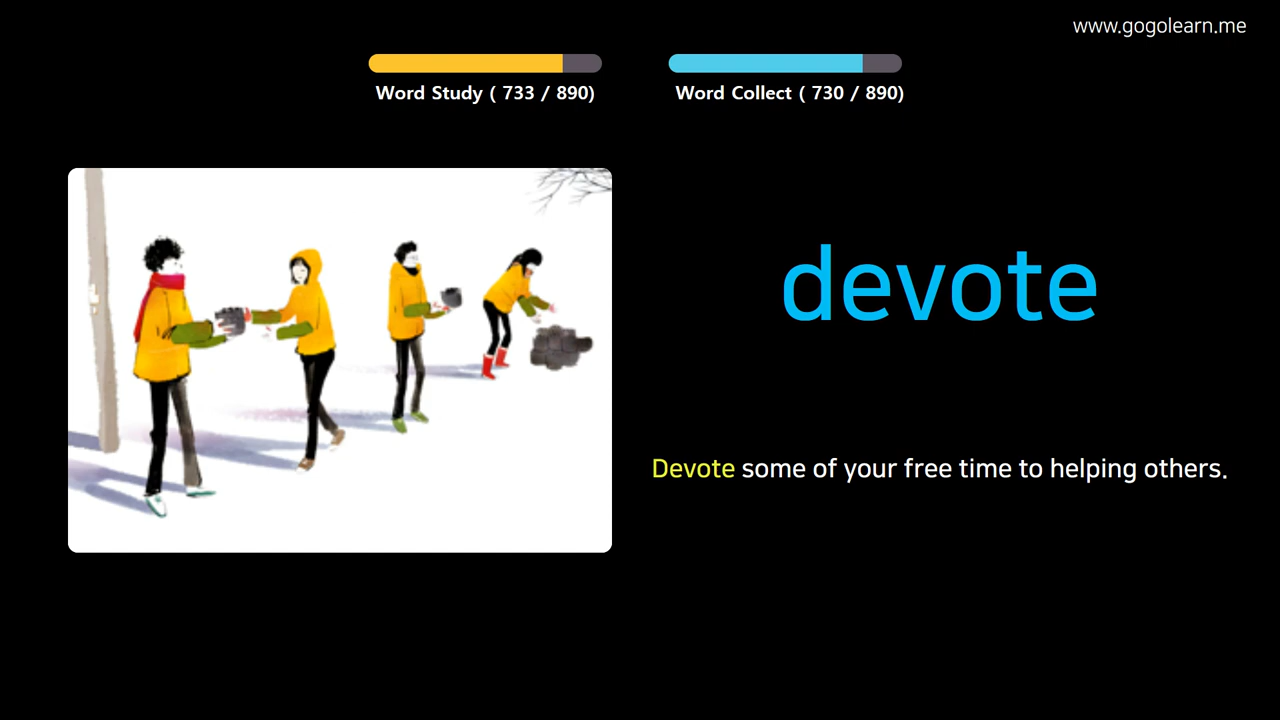 www.gogolearn.me
Word Study ( 733 / 890)
Word Collect ( 730 / 890)
devote
Devote some of your free time to helping others.